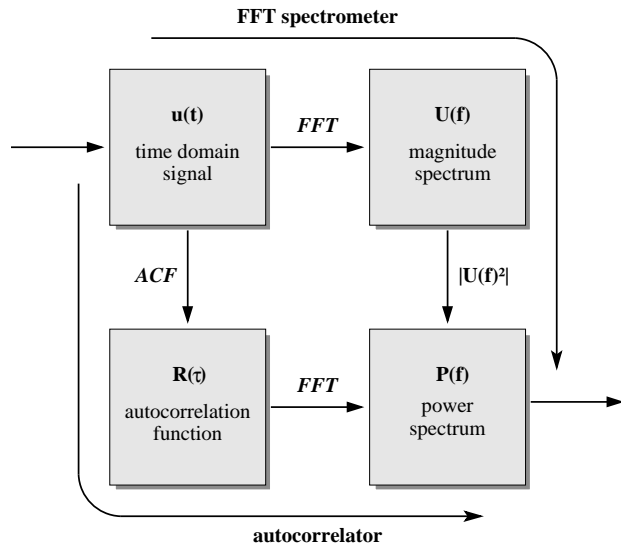 FFT spectrometer
u(t)
time domain
signal
FFT
U(f)
magnitude
spectrum
ACF
|U(f)²|
R(τ)
autocorrelation
function
FFT
P(f)
power
spectrum
autocorrelator